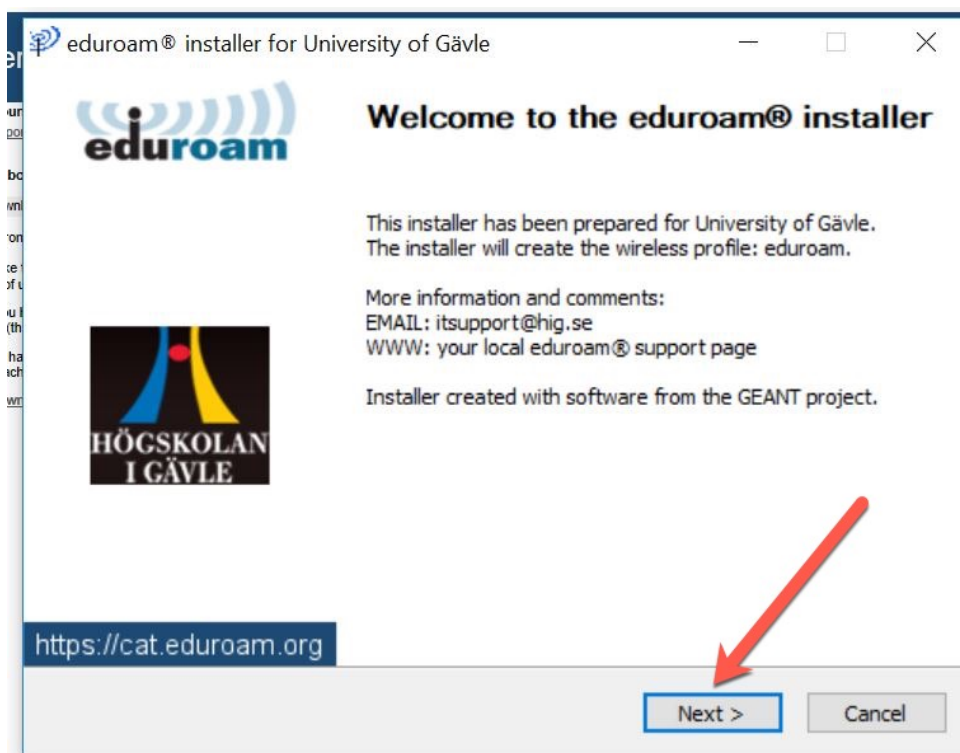 eduroam® installer for University of Gävle
eduroam
Welcome to the eduroam® installer
This installer has been prepared for University of Gävle.
The installer will create the wireless profile: eduroam.
More information and comments:
EMAIL: itsupport@hig.se
WWW: your local eduroam® support page
Installer created with software from the GEANT project.
HÖGSKOLAN
I GÄVLE
https://cat.eduroam.org
Next >
Cancel